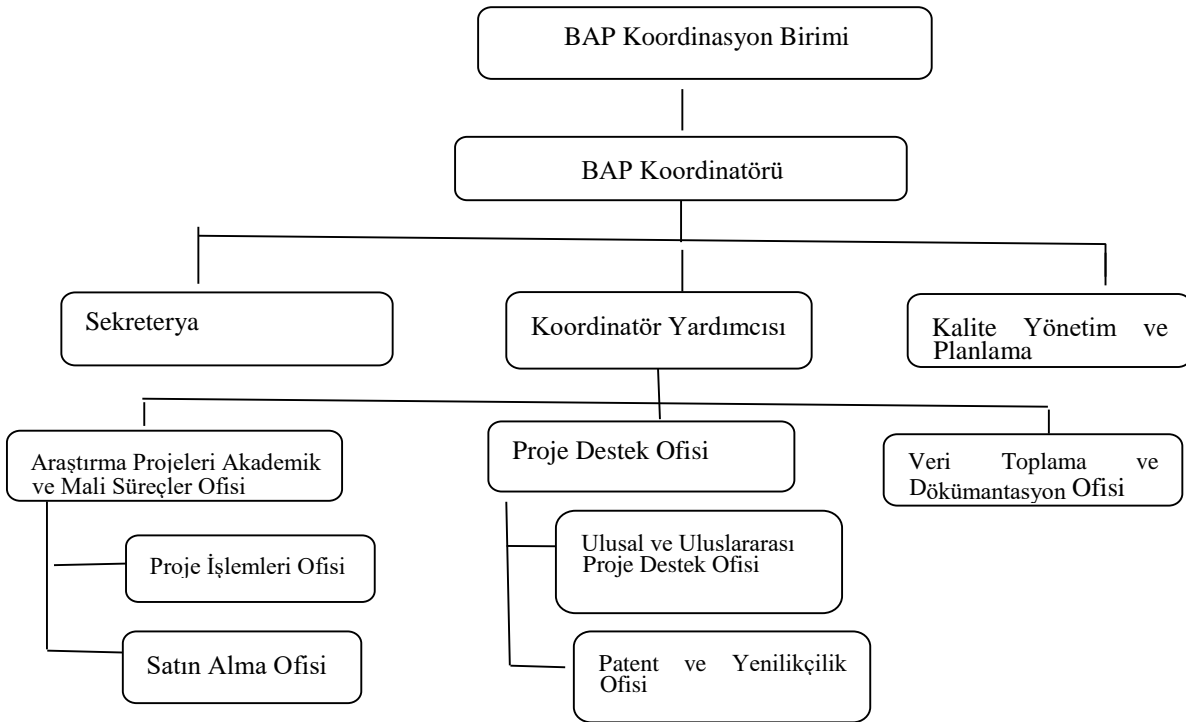 BAP Koordinasyon Birimi
BAP Koordinatörü
Sekreterya
Koordinatör Yardımcısı
Kalite Yönetim ve
Planlama
Araştırma Projeleri Akademik
ve Mali Süreçler Ofisi
Proje Destek Ofisi
Veri Toplama ve
Dökümantasyon Ofisi
Proje İşlemleri Ofisi
Ulusal ve Uluslararası
Proje Destek Ofisi
Satın Alma Ofisi
Patent ve Yenilikçilik
Ofisi